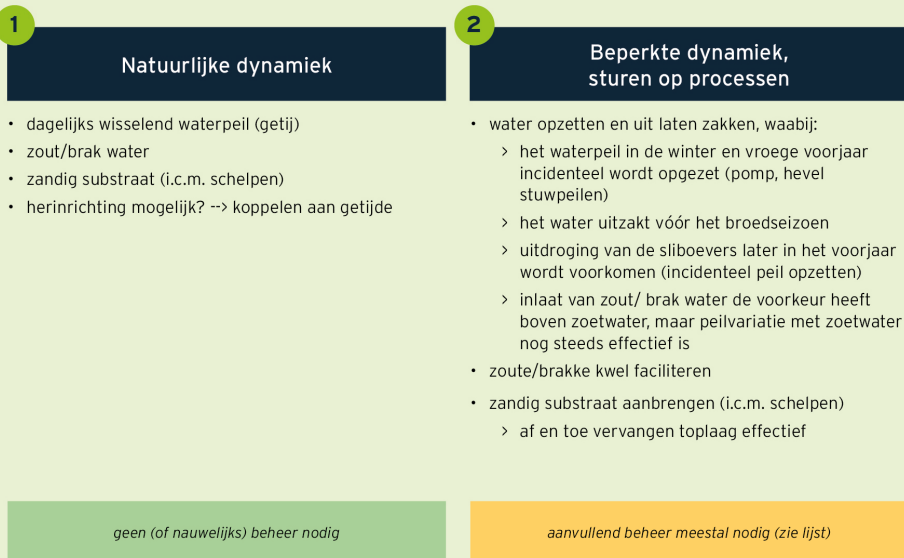 1
Natuurlijke dynamiek
• dagelijks wisselend waterpeil (getij)
• zout/brak water
• zandig substraat (i.c.m. schelpen)
• herinrichting mogelijk? --> koppelen aan getijde
geen (of nauwelijks) beheer nodig
2
Beperkte dynamiek,
sturen op processen
• water opzetten en uit laten zakken, waabij:
> het waterpeil in de winter en vroege voorjaar
incidenteel wordt opgezet (pomp, hevel
stuwpeilen)
> het water uitzakt vóór het broedseizoen
> uitdroging van de sliboevers later in het voorjaar
wordt voorkomen (incidenteel peil opzetten)
> inlaat van zout/ brak water de voorkeur heeft
boven zoetwater, maar peilvariatie met zoetwater
nog steeds effectief is
• zoute/brakke kwel faciliteren
• zandig substraat aanbrengen (i.c.m. schelpen)
> af en toe vervangen toplaag effectief
aanvullend beheer meestal nodig (zie lijst)